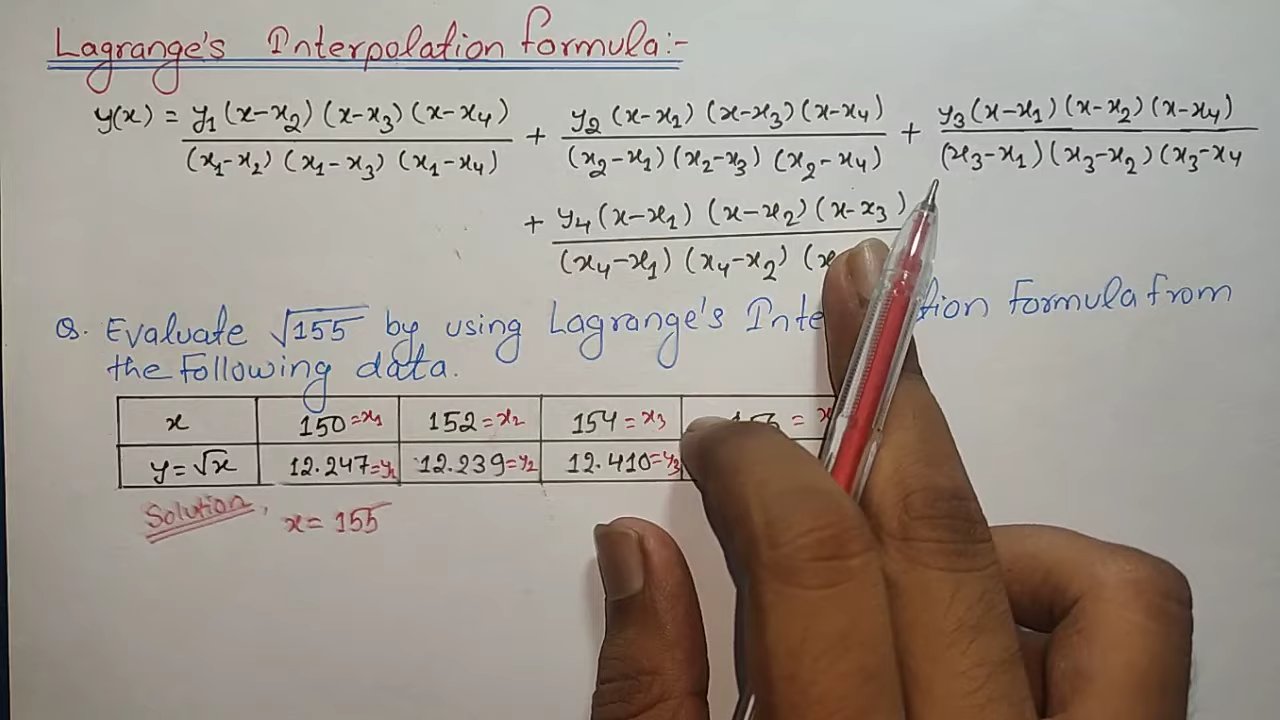 Lagrange's Interpolation formula:-
y(x) = y₁(x-x₂)(x-x₃)(x-x₄) / (x₁-x₂)(x₁-x₃)(x₁-x₄) + y₂(x-x₁)(x-x₃)(x-x₄) / (x₂-x₁)(x₂-x₃)(x₂-x₄) + y₃(x-x₁)(x-x₂)(x-x₄) / (x₃-x₁)(x₃-x₂)(x₃-x₄
+ y₄(x-x₁)(x-x₂)(x-x₃) / (x₄-x₁)(x₄-x₂)(x
Q. Evaluate √155 by using Lagrange's Formula from
the following data.
x 150=x₁ 152=x₂ 154=x₃
y=√x 12.247=y₁ 12.239=y₂ 12.410=y₃
Solution, x=155